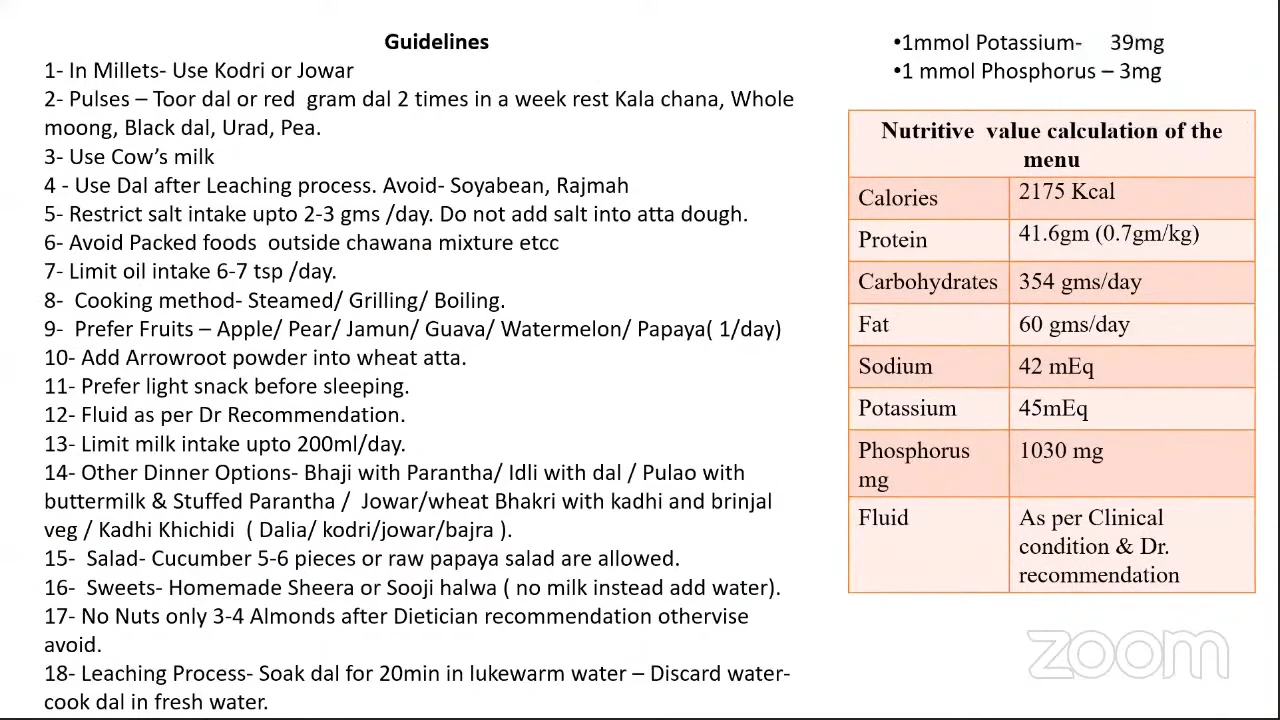 Guidelines
1- In Millets- Use Kodri or Jowar
2- Pulses – Toor dal or red gram dal 2 times in a week rest Kala chana, Whole
moong, Black dal, Urad, Pea.
3- Use Cow’s milk
4 - Use Dal after Leaching process. Avoid- Soyabean, Rajmah
5- Restrict salt intake upto 2-3 gms /day. Do not add salt into atta dough.
6- Avoid Packed foods outside chawana mixture etcc
7- Limit oil intake 6-7 tsp /day.
8- Cooking method- Steamed/ Grilling/ Boiling.
9- Prefer Fruits – Apple/ Pear/ Jamun/ Guava/ Watermelon/ Papaya( 1/day)
10- Add Arrowroot powder into wheat atta.
11- Prefer light snack before sleeping.
12- Fluid as per Dr Recommendation.
13- Limit milk intake upto 200ml/day.
14- Other Dinner Options- Bhaji with Parantha/ Idli with dal / Pulao with
buttermilk & Stuffed Parantha / Jowar/wheat Bhakri with kadhi and brinjal
veg / Kadhi Khichidi ( Dalia/ kodri/jowar/bajra ).
15- Salad- Cucumber 5-6 pieces or raw papaya salad are allowed.
16- Sweets- Homemade Sheera or Sooji halwa ( no milk instead add water).
17- No Nuts only 3-4 Almonds after Dietician recommendation othervise
avoid.
18- Leaching Process- Soak dal for 20min in lukewarm water – Discard water-
cook dal in fresh water.
•1mmol Potassium- 39mg
•1 mmol Phosphorus – 3mg
Nutritive value calculation of the
menu
Calories 2175 Kcal
Protein 41.6gm (0.7gm/kg)
Carbohydrates 354 gms/day
Fat 60 gms/day
Sodium 42 mEq
Potassium 45mEq
Phosphorus 1030 mg
mg
Fluid As per Clinical
condition & Dr.
recommendation
zoom